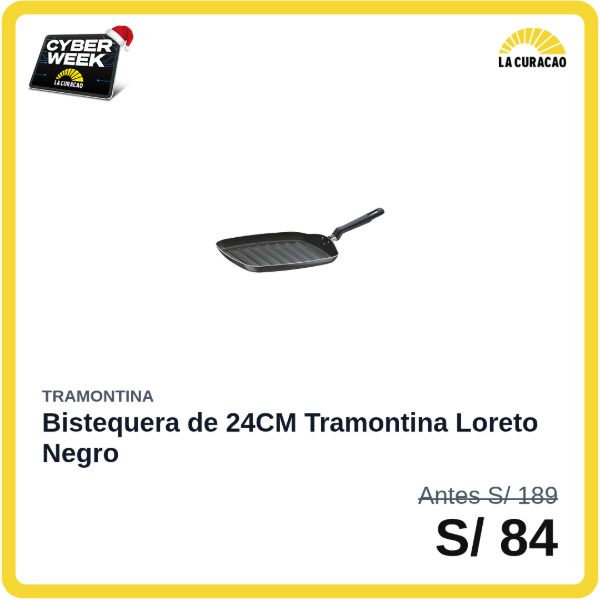 CYBER
WEEK
LA CURACAO
LA CURACAO
TRAMONTINA
Bistequera de 24CM Tramontina Loreto
Negro
Antes S/ 189
S/ 84